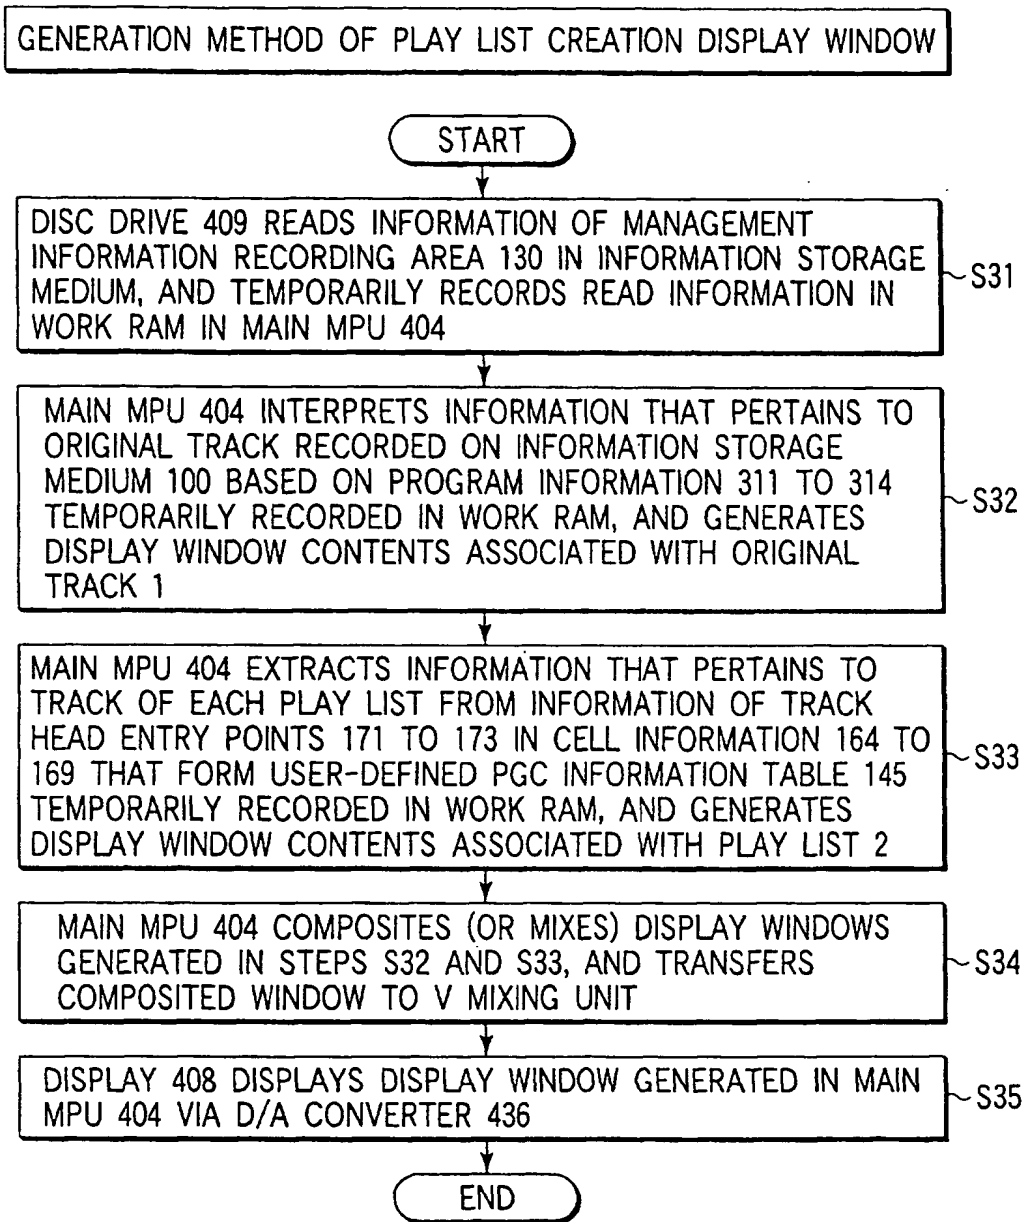 GENERATION METHOD OF PLAY LIST CREATION DISPLAY WINDOW
START
DISC DRIVE 409 READS INFORMATION OF MANAGEMENT
INFORMATION RECORDING AREA 130 IN INFORMATION STORAGE
MEDIUM, AND TEMPORARILY RECORDS READ INFORMATION IN
WORK RAM IN MAIN MPU 404
S31
MAIN MPU 404 INTERPRETS INFORMATION THAT PERTAINS TO
ORIGINAL TRACK RECORDED ON INFORMATION STORAGE
MEDIUM 100 BASED ON PROGRAM INFORMATION 311 TO 314
TEMPORARILY RECORDED IN WORK RAM, AND GENERATES
DISPLAY WINDOW CONTENTS ASSOCIATED WITH ORIGINAL
TRACK 1
S32
MAIN MPU 404 EXTRACTS INFORMATION THAT PERTAINS TO
TRACK OF EACH PLAY LIST FROM INFORMATION OF TRACK
HEAD ENTRY POINTS 171 TO 173 IN CELL INFORMATION 164 TO
169 THAT FORM USER-DEFINED PGC INFORMATION TABLE 145
TEMPORARILY RECORDED IN WORK RAM, AND GENERATES
DISPLAY WINDOW CONTENTS ASSOCIATED WITH PLAY LIST 2
S33
MAIN MPU 404 COMPOSITES (OR MIXES) DISPLAY WINDOWS
GENERATED IN STEPS S32 AND S33, AND TRANSFERS
COMPOSITED WINDOW TO V MIXING UNIT
S34
DISPLAY 408 DISPLAYS DISPLAY WINDOW GENERATED IN MAIN
MPU 404 VIA D/A CONVERTER 436
S35
END